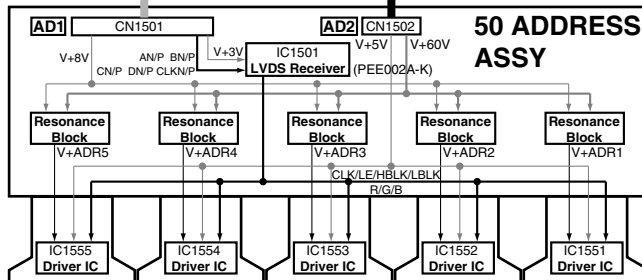 AD1 CN1501
AD2 CN1502
50 ADDRESS
ASSY
V+8V
AN/P BN/P
CN/P DN/P CLKN/P
V+3V
IC1501
LVDS Receiver
(PEE002A-K)
V+5V
V+60V
Resonance
Block
Resonance
Block
Resonance
Block
Resonance
Block
Resonance
Block
V+ADR5
V+ADR4
V+ADR3
V+ADR2
V+ADR1
CLK/LE/HBLK/LBLK
R/G/B
IC1555
Driver IC
IC1554
Driver IC
IC1553
Driver IC
IC1552
Driver IC
IC1551
Driver IC